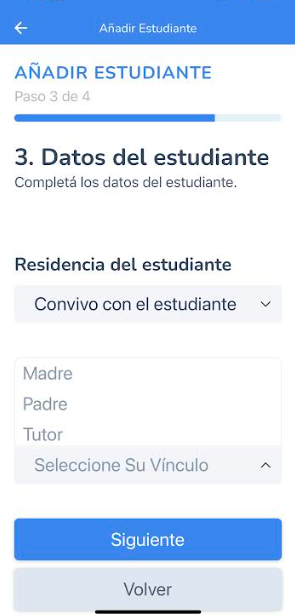 Añadir Estudiante
AÑADIR ESTUDIANTE
Paso 3 de 4
3. Datos del estudiante
Completá los datos del estudiante.
Residencia del estudiante
Convivo con el estudiante
Madre
Padre
Tutor
Seleccione Su Vínculo
Siguiente
Volver